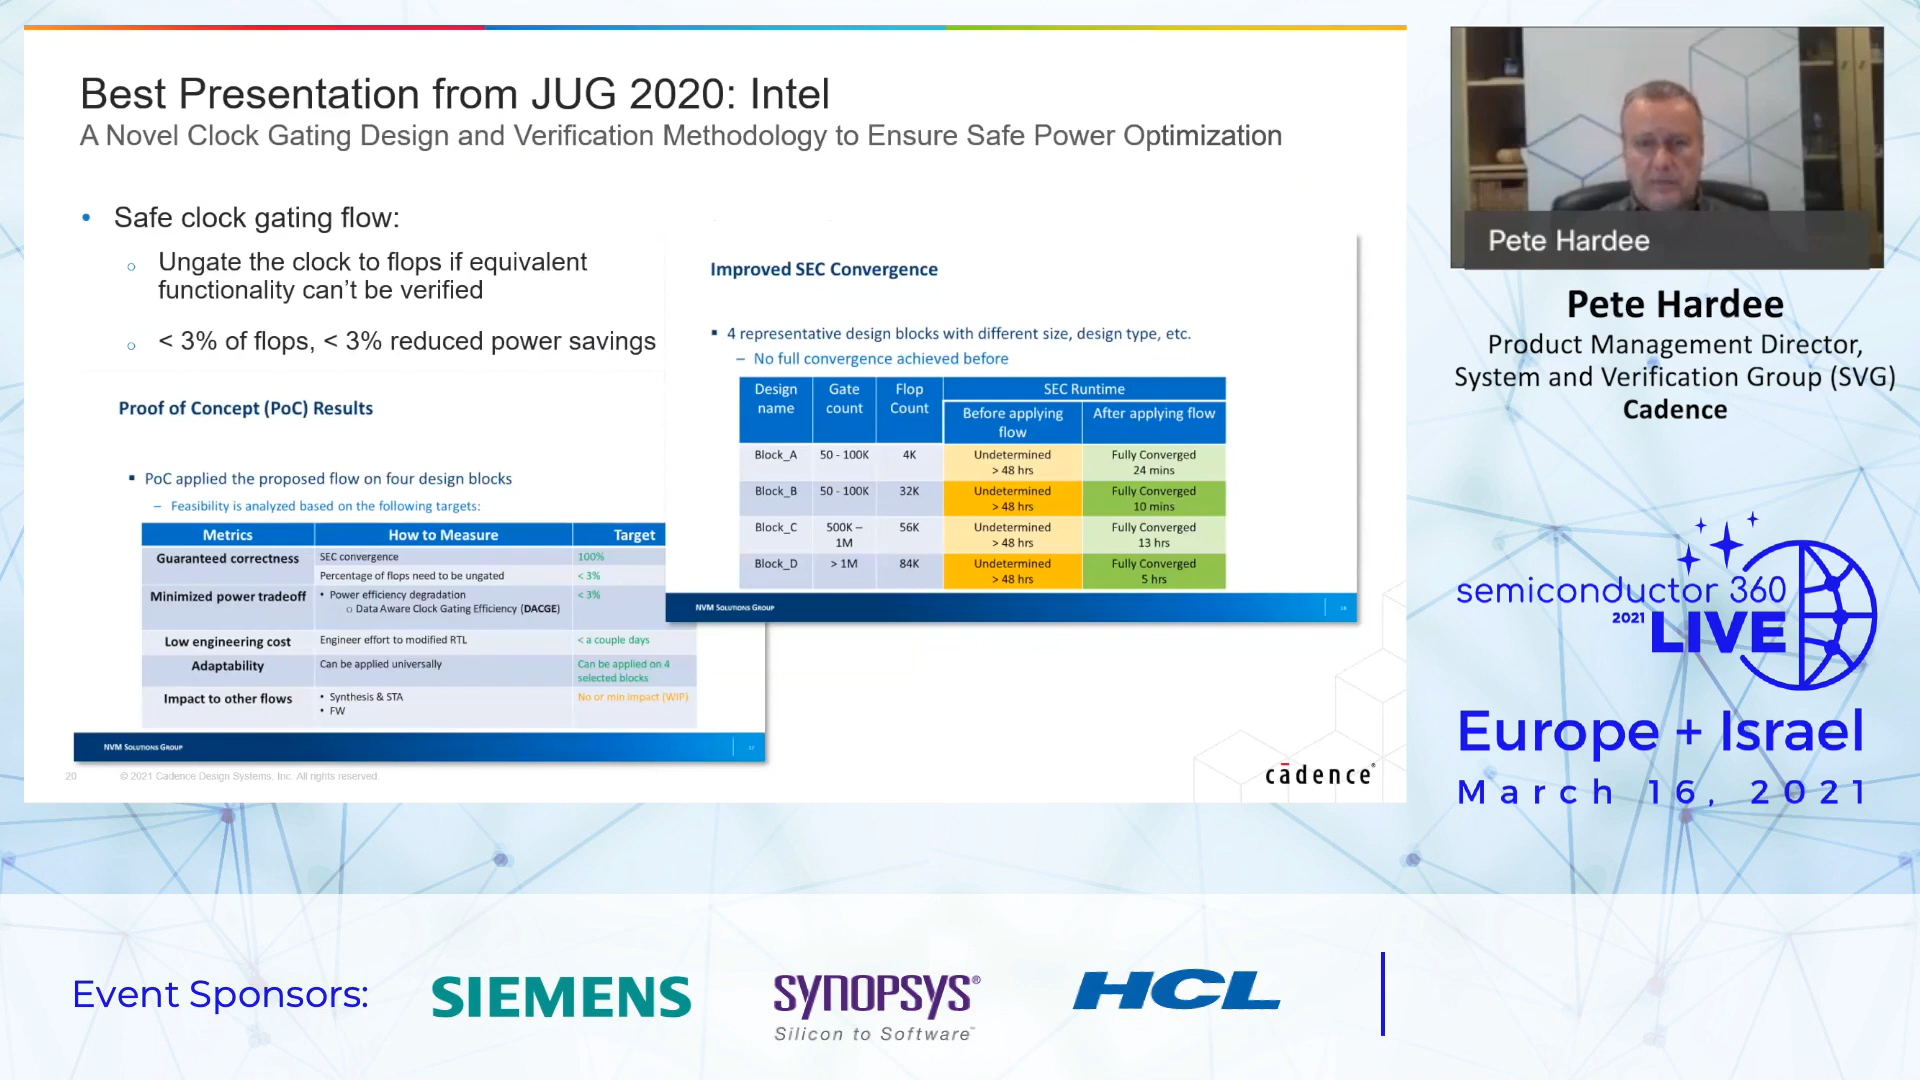 Best Presentation from JUG 2020: Intel
A Novel Clock Gating Design and Verification Methodology to Ensure Safe Power Optimization
• Safe clock gating flow:
○ Ungate the clock to flops if equivalent
functionality can’t be verified
○ < 3% of flops, < 3% reduced power savings
Proof of Concept (PoC) Results
▪ PoC applied the proposed flow on four design blocks
– Feasibility is analyzed based on the following targets:
Metrics How to Measure Target
Guaranteed correctness SEC convergence 100%
Percentage of flops need to be ungated < 3%
Minimized power tradeoff • Power efficiency degradation < 3%
○ Data Aware Clock Gating Efficiency (DACGE)
Low engineering cost Engineer effort to modified RTL < a couple days
Adaptability Can be applied universally Can be applied on 4
selected blocks
Impact to other flows • Synthesis & STA No or min impact (WIP)
• FW
NVM Solutions Group 17
Improved SEC Convergence
▪ 4 representative design blocks with different size, design type, etc.
– No full convergence achieved before
Design name Gate count Flop Count SEC Runtime
Before applying flow After applying flow
Block_A 50 - 100K 4K Undetermined > 48 hrs Fully Converged 24 mins
Block_B 50 - 100K 32K Undetermined > 48 hrs Fully Converged 10 mins
Block_C 500K – 1M 56K Undetermined > 48 hrs Fully Converged 13 hrs
Block_D > 1M 84K Undetermined > 48 hrs Fully Converged 5 hrs
NVM Solutions Group
20 © 2021 Cadence Design Systems, Inc. All rights reserved.
cādence®
Pete Hardee
Pete Hardee
Product Management Director,
System and Verification Group (SVG)
Cadence
semiconductor 360
2021 LIVE
Europe + Israel
March 16, 2021
Event Sponsors:
SIEMENS
SYNOPSYS®
Silicon to Software™
HCL